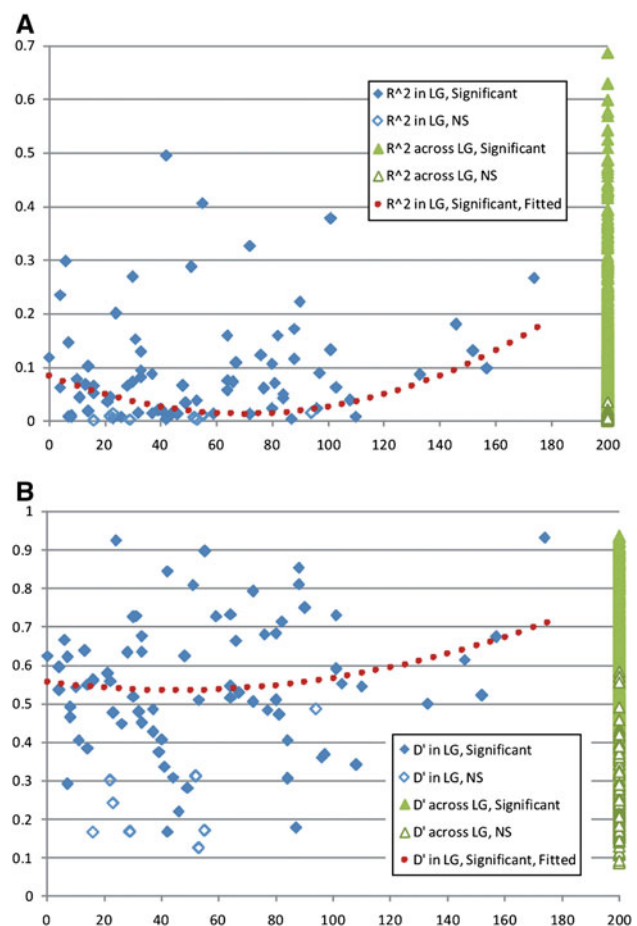 A
0.7
0.6
0.5
0.4
0.3
0.2
0.1
0
R^2 in LG, Significant
R^2 in LG, NS
R^2 across LG, Significant
R^2 across LG, NS
R^2 in LG, Significant, Fitted
0 20 40 60 80 100 120 140 160 180 200
B
1
0.9
0.8
0.7
0.6
0.5
0.4
0.3
0.2
0.1
0
D' in LG, Significant
D' in LG, NS
D' across LG, Significant
D' across LG, NS
D' in LG, Significant, Fitted
0 20 40 60 80 100 120 140 160 180 200